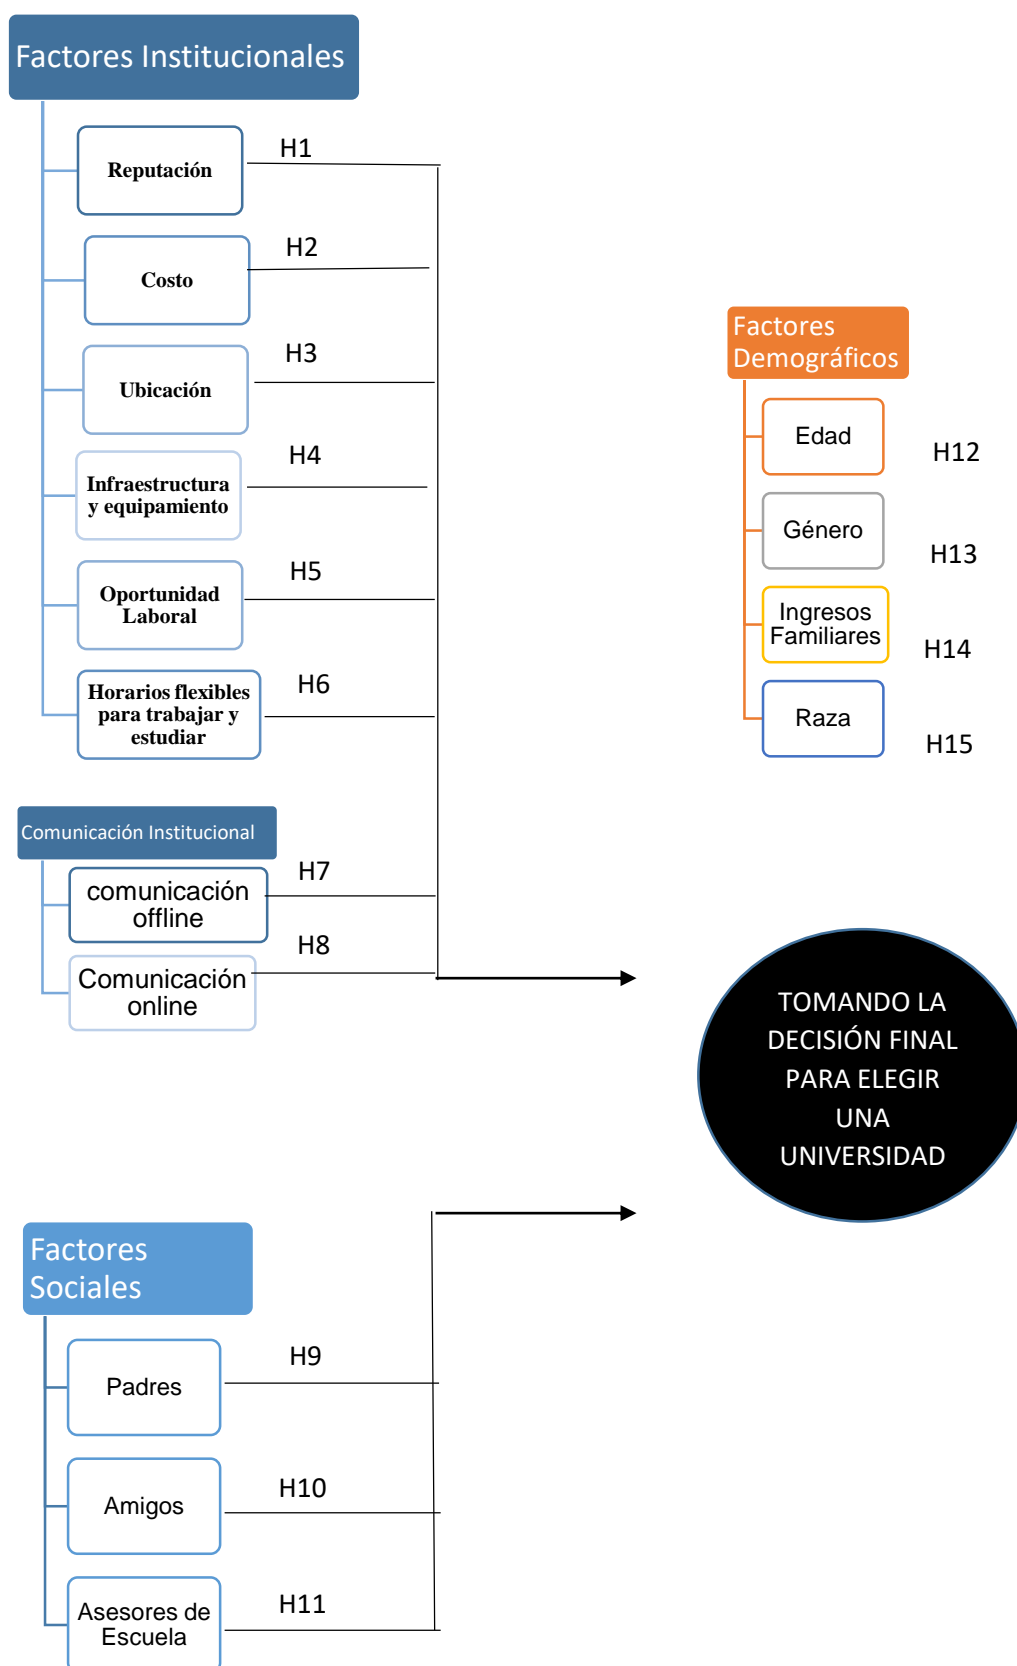 Factores Institucionales
Reputación
H1
Costo
H2
Ubicación
H3
Infraestructura
y equipamiento
H4
Oportunidad
Laboral
H5
Horarios flexibles
para trabajar y
estudiar
H6
Comunicación Institucional
comunicación
offline
H7
Comunicación
online
H8
Factores
Demográficos
Edad
H12
Género
H13
Ingresos
Familiares
H14
Raza
H15
TOMANDO LA
DECISIÓN FINAL
PARA ELEGIR
UNA
UNIVERSIDAD
Factores
Sociales
Padres
H9
Amigos
H10
Asesores de
Escuela
H11